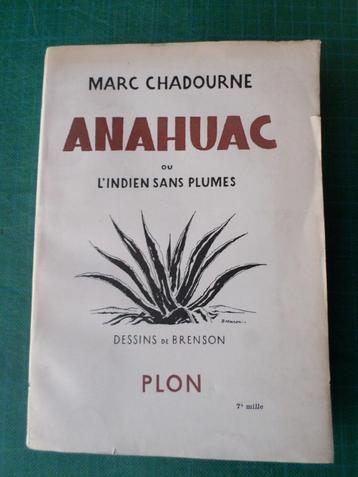 MARC CHADOURNE
ANAHUAC
OU
L'INDIEN SANS PLUMES
DESSINS DE BRENSON
PLON
7e mille